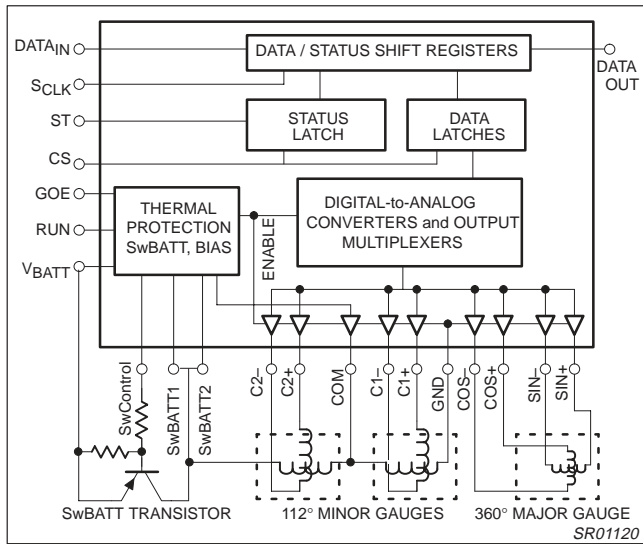 DATA IN
DATA / STATUS SHIFT REGISTERS
DATA OUT
SCLK
ST
STATUS LATCH
DATA LATCHES
CS
GOE
RUN
VBATT
THERMAL PROTECTION SwBATT, BIAS
ENABLE
DIGITAL-to-ANALOG CONVERTERS and OUTPUT MULTIPLEXERS
SwControl
SwBATT1
SwBATT2
C2–
C2+
COM
C1–
C1+
GND
COS–
COS+
SIN–
SIN+
SwBATT TRANSISTOR
112° MINOR GAUGES
360° MAJOR GAUGE
SR01120